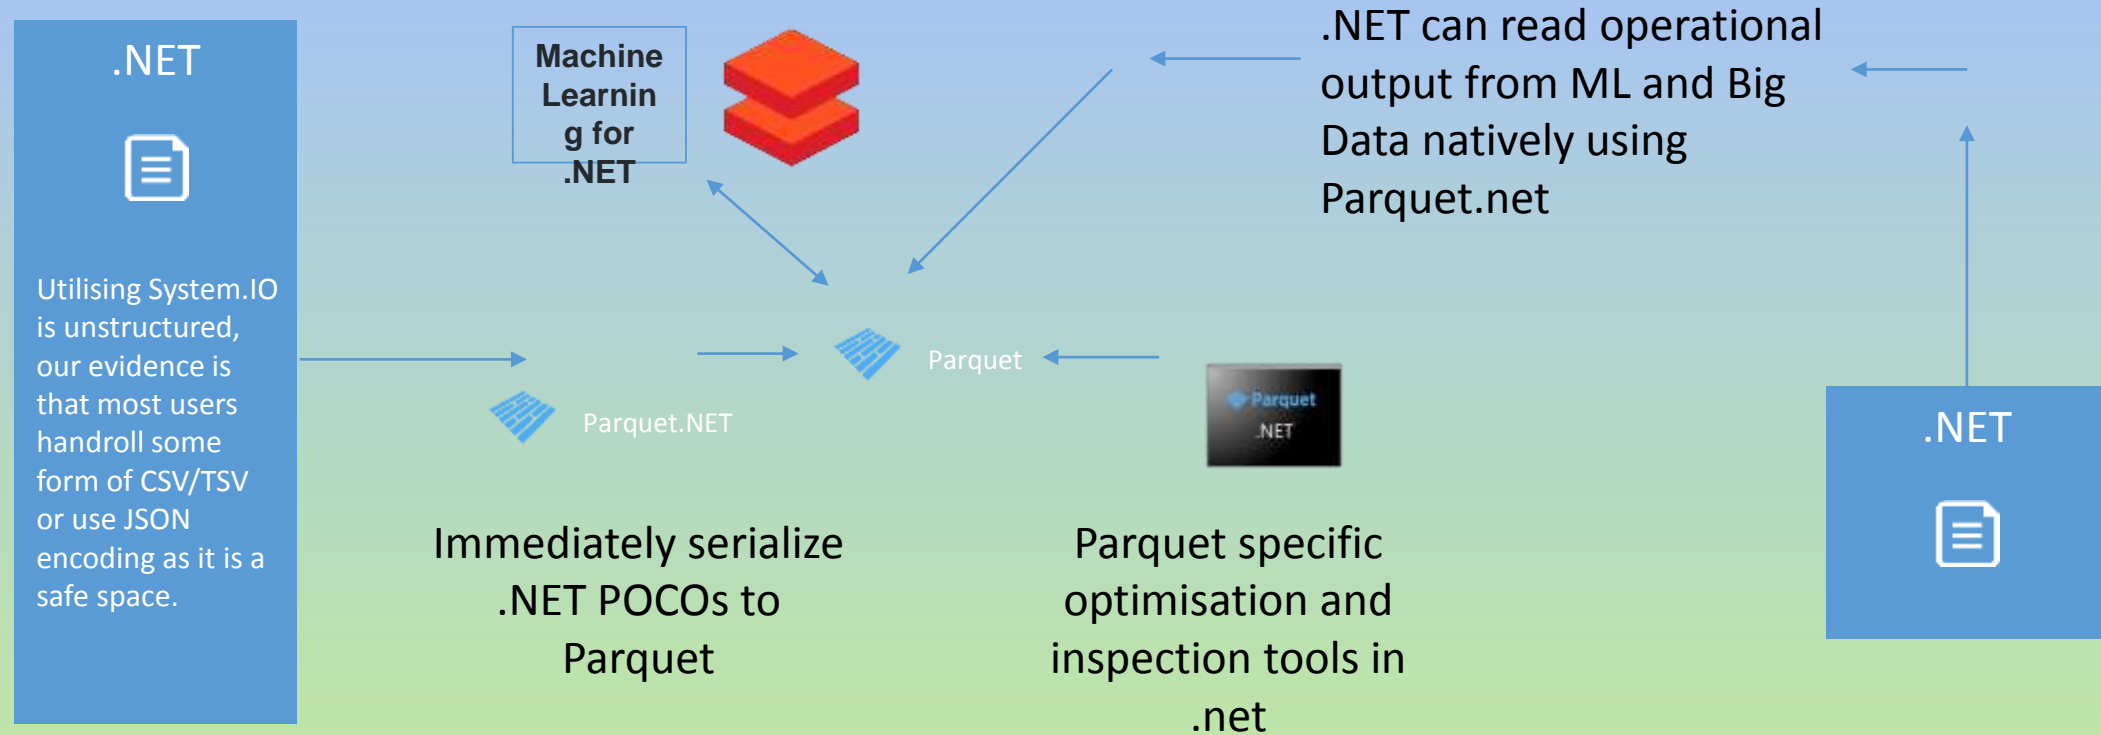 .NET
Utilising System.IO
is unstructured,
our evidence is
that most users
handroll some
form of CSV/TSV
or use JSON
encoding as it is a
safe space.
Machine
Learnin
g for
.NET
.NET can read operational
output from ML and Big
Data natively using
Parquet.net
Parquet
Parquet.NET
Parquet
.NET
Immediately serialize
.NET POCOs to
Parquet
Parquet specific
optimisation and
inspection tools in
.net
.NET